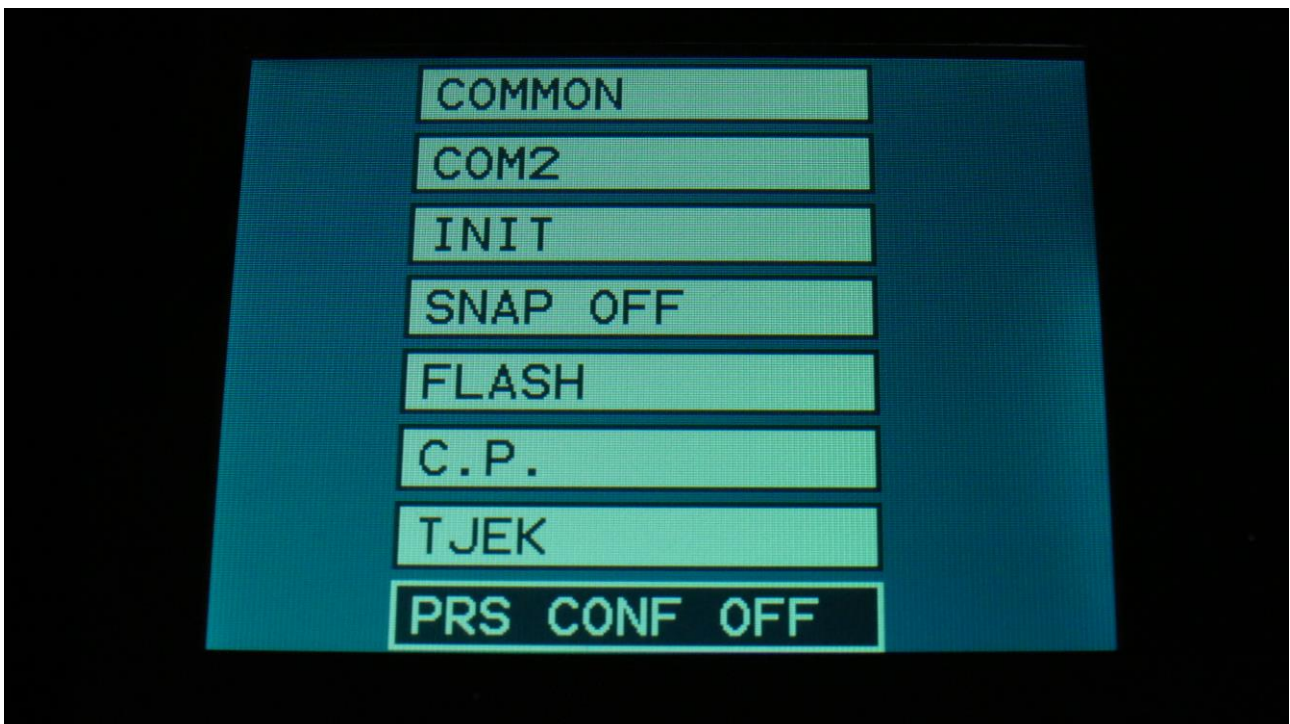 COMMON
COM2
INIT
SNAP OFF
FLASH
C.P.
TJEK
PRS CONF OFF